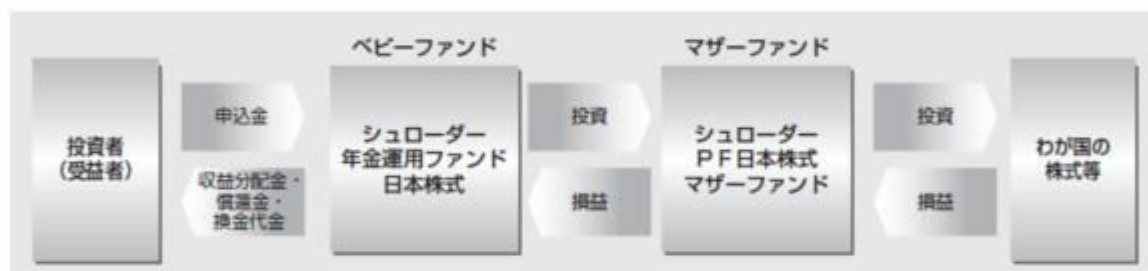 ベビーファンド
マザーファンド
投資者
(受益者)
申込金
収益分配金・
償還金・
換金代金
シュローダー
年金運用ファンド
日本株式
投資
損益
シュローダー
PF日本株式
マザーファンド
投資
損益
わが国の
株式等